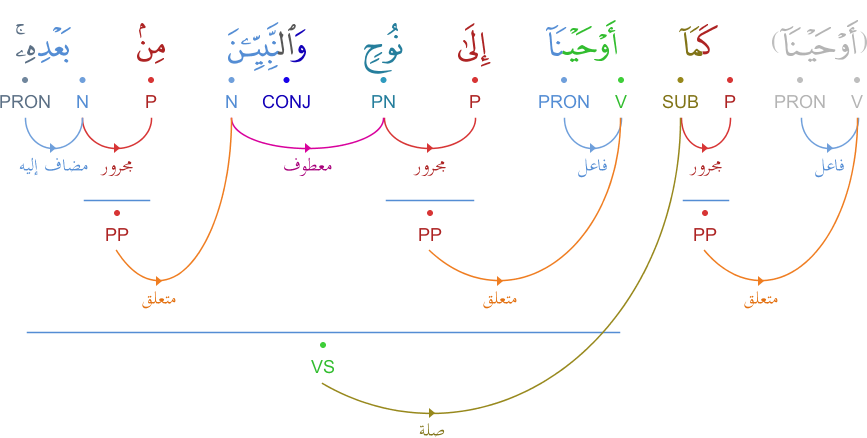 (أَوْحَيْنَآ) كَمَآ أَوْحَيْنَآ إِلَىٰ نُوحٍ وَٱلنَّبِيِّـۧنَ مِنۢ بَعْدِهِۦ ۚ
V PRON P SUB V PRON P PN CONJ N P N PRON
فاعل مجرور فاعل مجرور معطوف مجرور مضاف إليه
PP PP PP
متعلق متعلق متعلق
VS
صلة